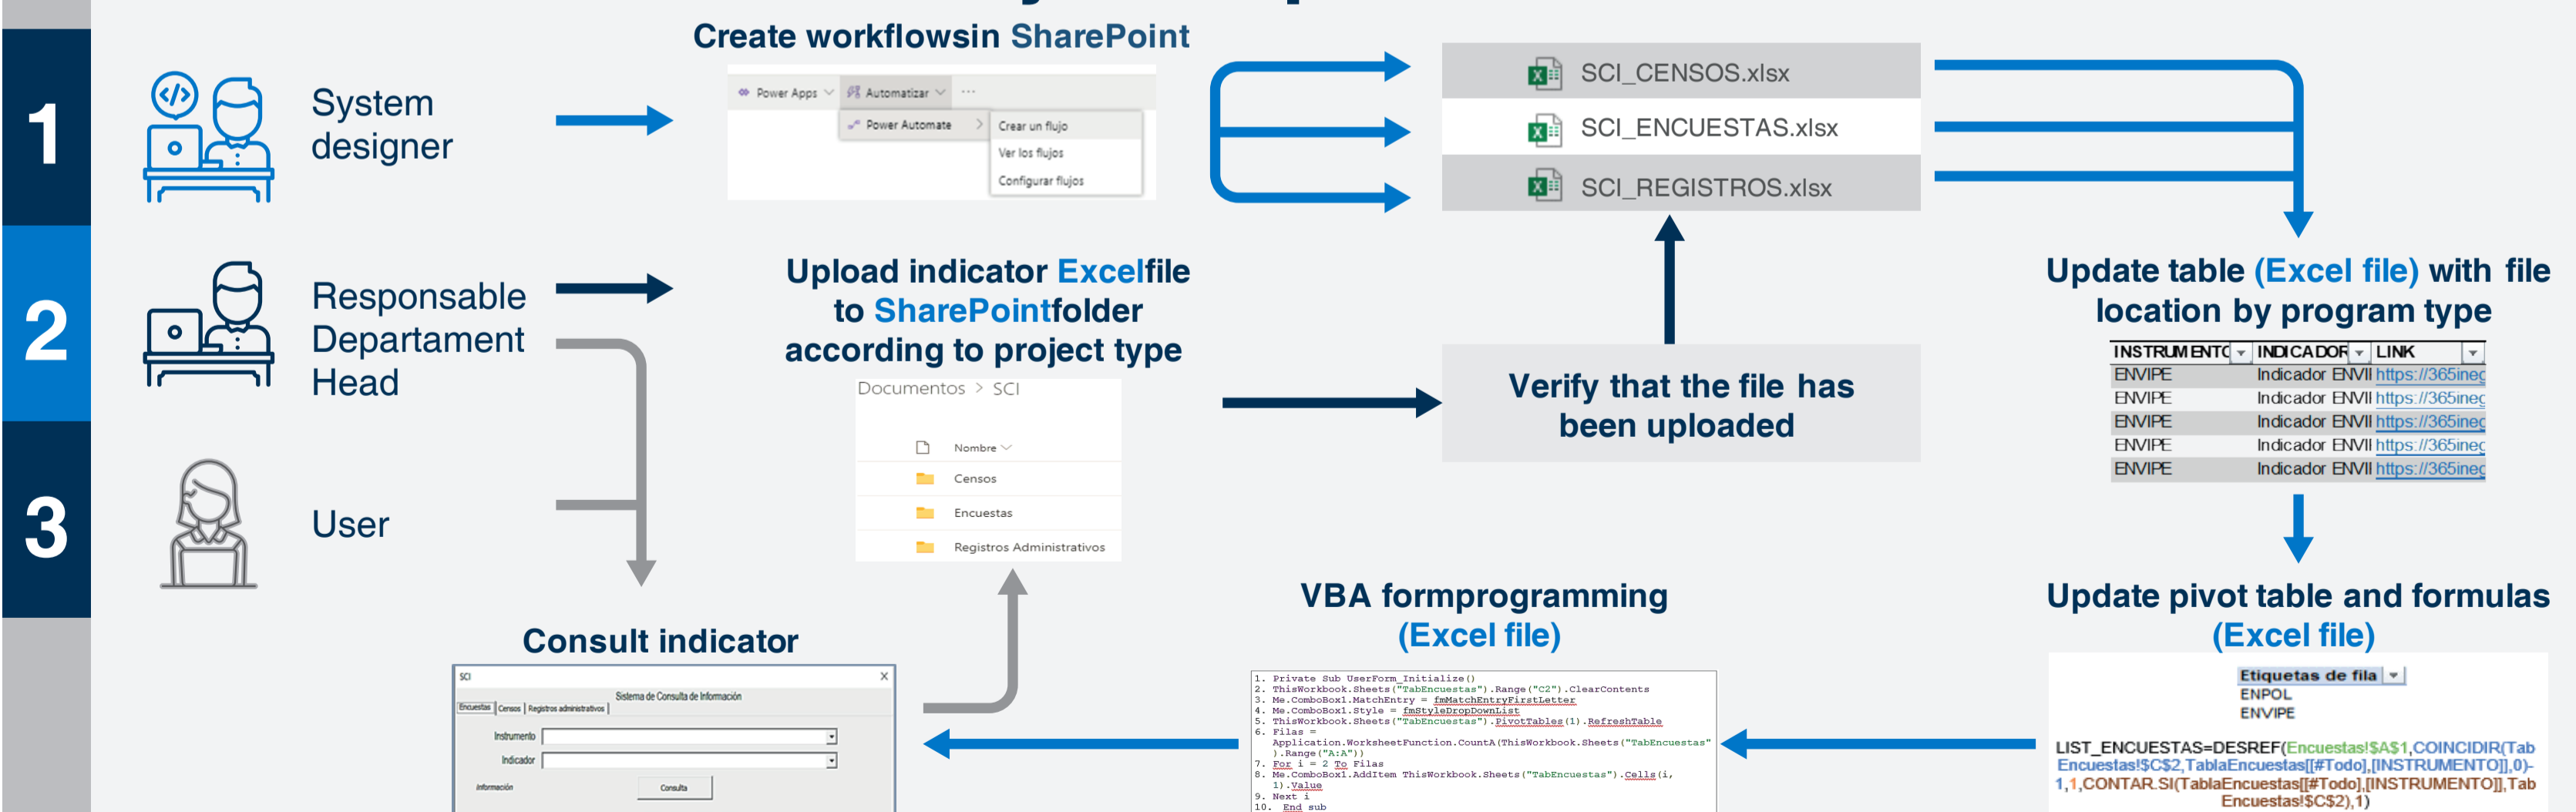 Create workflowsin SharePoint
1
System
designer
Power Apps
Automatizar
...
Power Automate
Crear un flujo
Ver los flujos
Configurar flujos
SCI_CENSOS.xlsx
SCI_ENCUESTAS.xlsx
SCI_REGISTROS.xlsx
2
Responsable
Departament
Head
Upload indicator Excelfile
to SharePointfolder
according to project type
Documentos > SCI
Nombre
Censos
Encuestas
Registros Administrativos
Verify that the file has
been uploaded
Update table (Excel file) with file
location by program type
INSTRUMENTO INDICADOR LINK
ENVIPE Indicador ENVII https://365ineg
ENVIPE Indicador ENVII https://365ineg
ENVIPE Indicador ENVII https://365ineg
ENVIPE Indicador ENVII https://365ineg
ENVIPE Indicador ENVII https://365ineg
3
User
Consult indicator
SCI
X
Sistema de Consulta de Información
Encuestas Censos Registros administrativos
Instrumento
Indicador
Información
Consulta
VBA formprogramming
(Excel file)
1. Private Sub UserForm_Initialize()
2. ThisWorkbook.Sheets("TabEncuestas").Range("C2").ClearContents
3. Me.ComboBox1.MatchEntry = fmMatchEntryFirstLetter
4. Me.ComboBox1.Style = fmStyleDropDownList
5. ThisWorkbook.Sheets("TabEncuestas").PivotTables(1).RefreshTable
6. Filas =
Application.WorksheetFunction.CountA(ThisWorkbook.Sheets("TabEncuestas"
).Range("A:A"))
7. For i = 2 To Filas
8. Me.ComboBox1.AddItem ThisWorkbook.Sheets("TabEncuestas").Cells(i,
1).Value
9. Next i
10. End sub
Update pivot table and formulas
(Excel file)
Etiquetas de fila
ENPOL
ENVIPE
LIST_ENCUESTAS=DESREF(Encuestas!$A$1,COINCIDIR(Tab
Encuestas!$C$2,TablaEncuestas[[#Todo],[INSTRUMENTO]],0)-
1,1,CONTAR.SI(TablaEncuestas[[#Todo],[INSTRUMENTO]],Tab
Encuestas!$C$2),1)